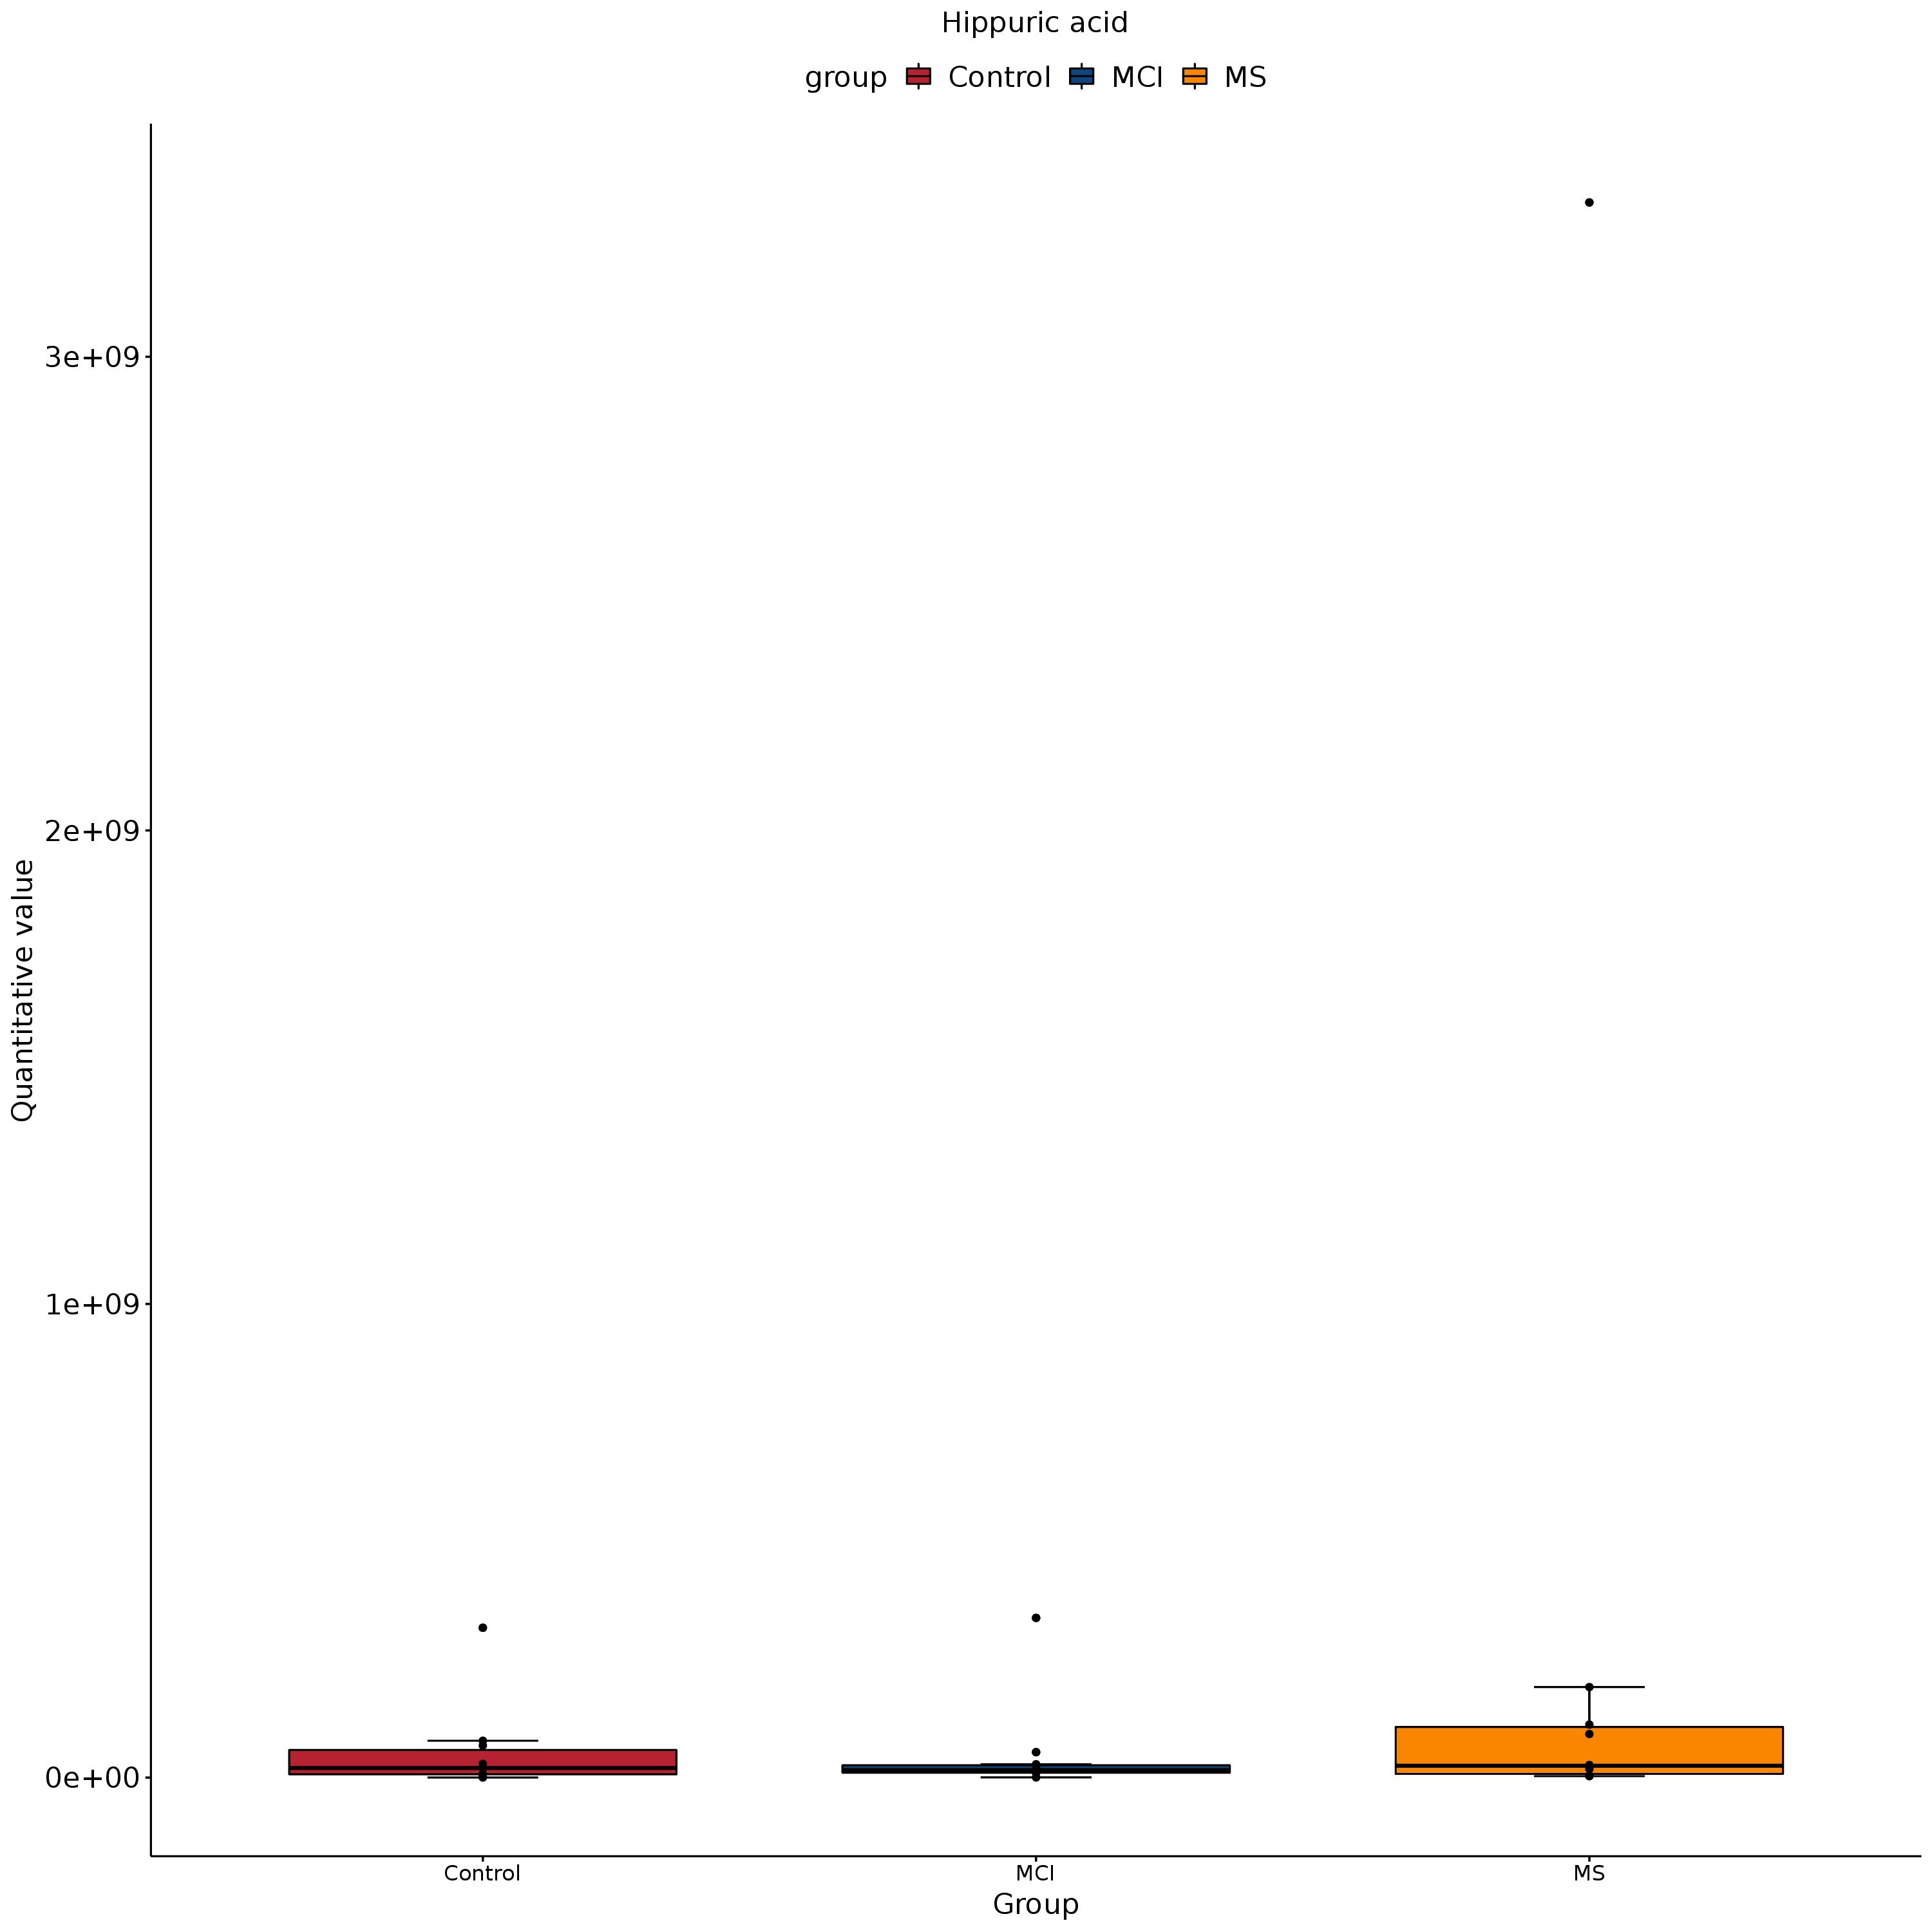 Hippuric acid
group Control MCI MS
3e+09
2e+09
1e+09
0e+00
Quantitative value
Control MCI MS
Group